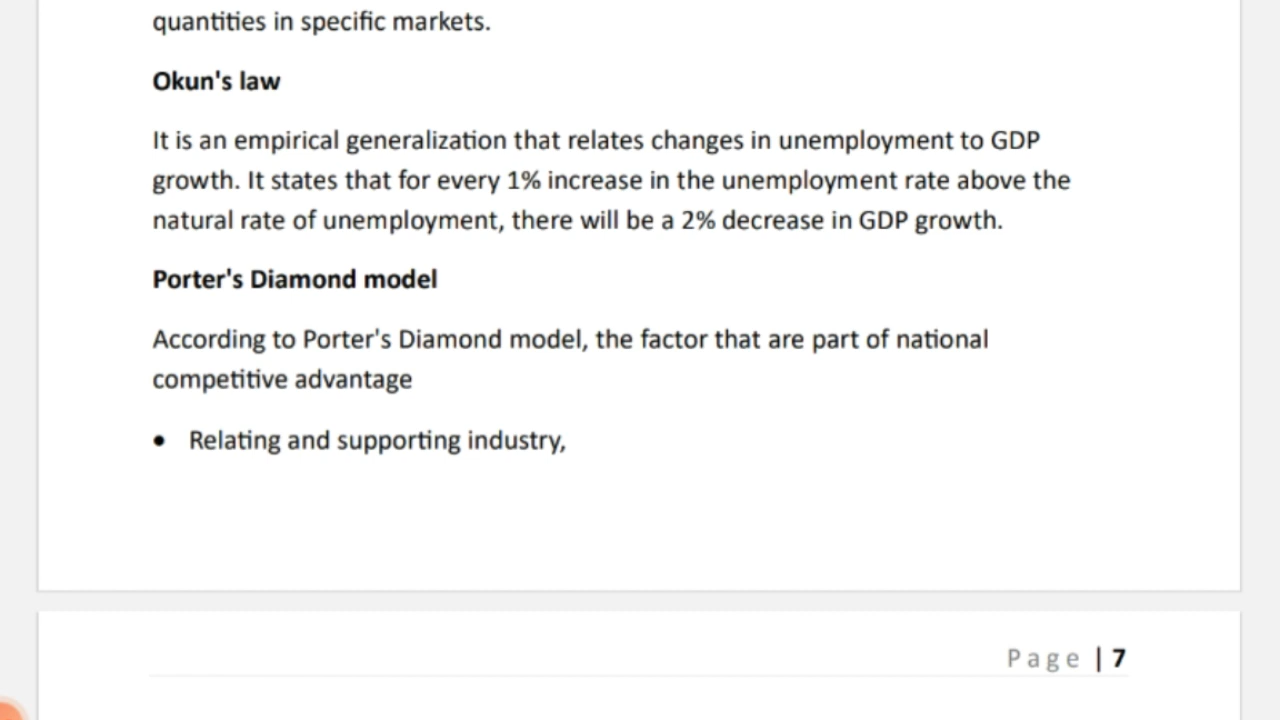 quantities in specific markets.
Okun's law
It is an empirical generalization that relates changes in unemployment to GDP
growth. It states that for every 1% increase in the unemployment rate above the
natural rate of unemployment, there will be a 2% decrease in GDP growth.
Porter's Diamond model
According to Porter's Diamond model, the factor that are part of national
competitive advantage
• Relating and supporting industry,
Page | 7